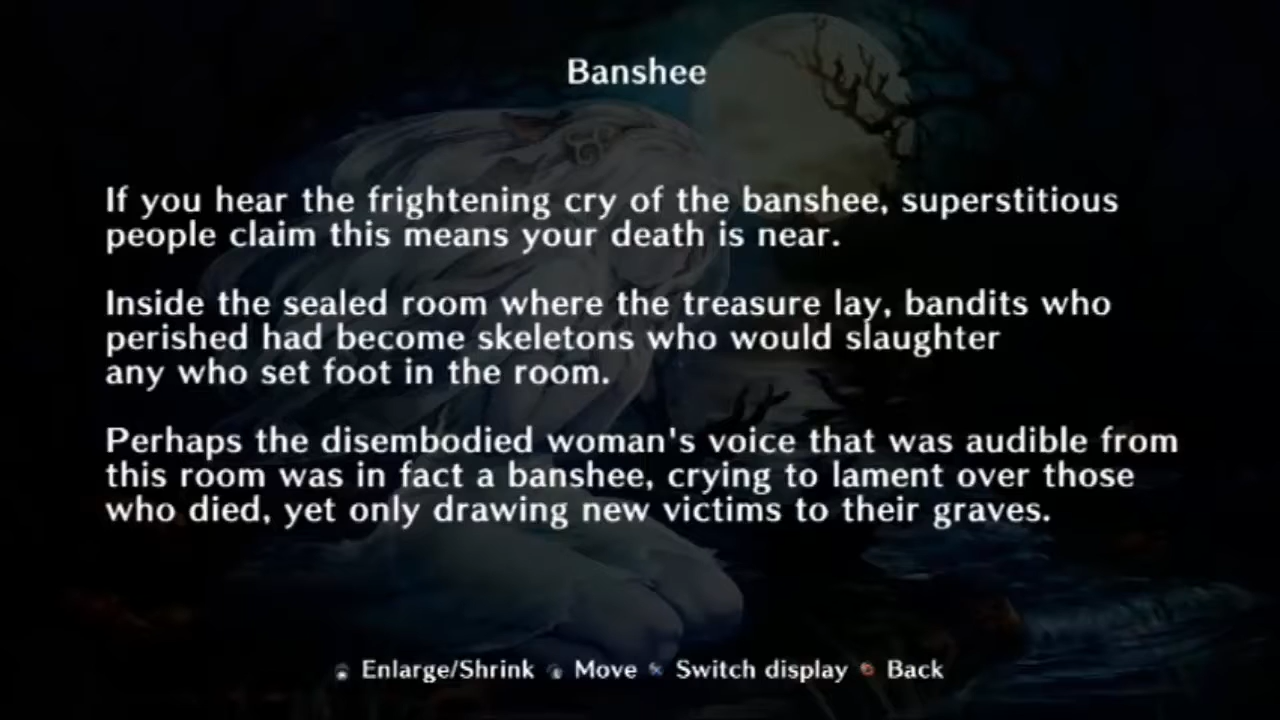 Banshee
If you hear the frightening cry of the banshee, superstitious
people claim this means your death is near.
Inside the sealed room where the treasure lay, bandits who
perished had become skeletons who would slaughter
any who set foot in the room.
Perhaps the disembodied woman's voice that was audible from
this room was in fact a banshee, crying to lament over those
who died, yet only drawing new victims to their graves.
Enlarge/Shrink Move Switch display Back